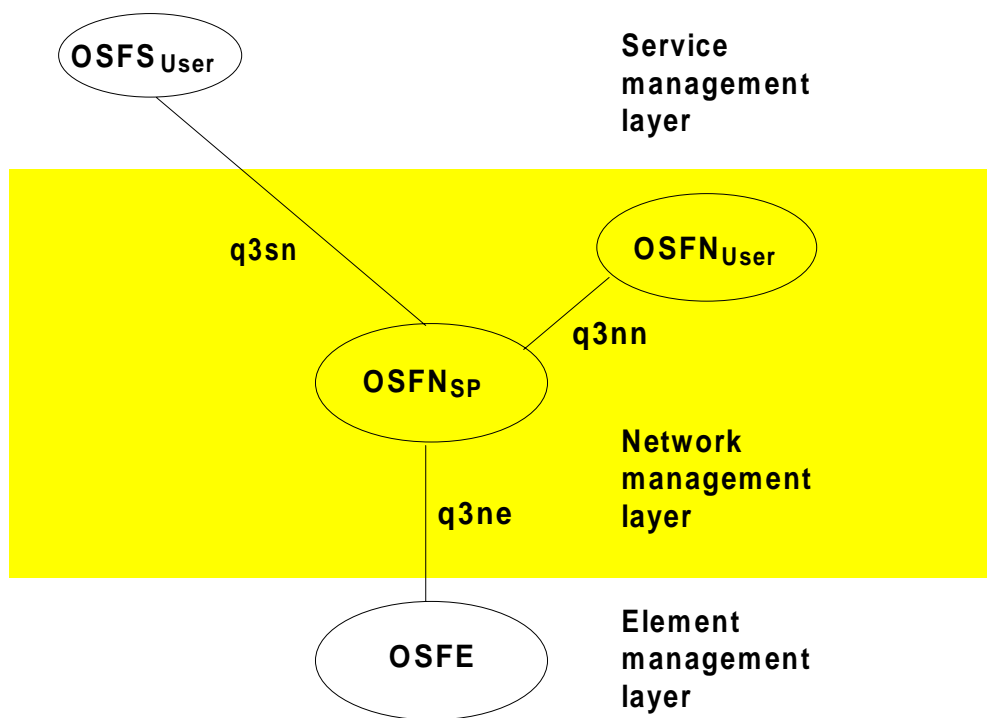 OSFS User
Service
management
layer
q3sn
OSFN User
q3nn
OSFN SP
Network
management
layer
q3ne
OSFE
Element
management
layer